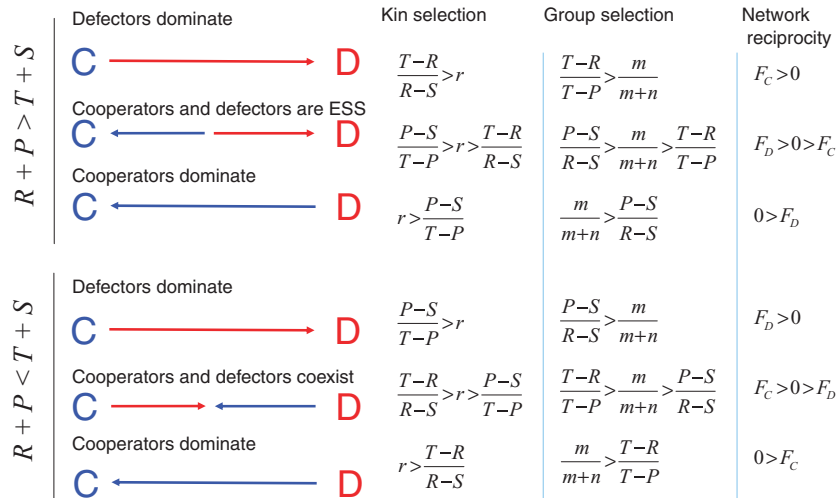 Kin selection Group selection Network reciprocity
R + P > T + S
Defectors dominate
C D (T−R)/(R−S) > r (T−R)/(T−P) > m/(m+n) F_C > 0
Cooperators and defectors are ESS
C D (P−S)/(T−P) > r > (T−R)/(R−S) (P−S)/(R−S) > m/(m+n) > (T−R)/(T−P) F_D > 0 > F_C
Cooperators dominate
C D r > (P−S)/(T−P) m/(m+n) > (P−S)/(R−S) 0 > F_D
R + P < T + S
Defectors dominate
C D (P−S)/(T−P) > r (P−S)/(R−S) > m/(m+n) F_D > 0
Cooperators and defectors coexist
C D (T−R)/(R−S) > r > (P−S)/(T−P) (T−R)/(T−P) > m/(m+n) > (P−S)/(R−S) F_C > 0 > F_D
Cooperators dominate
C D r > (T−R)/(R−S) m/(m+n) > (T−R)/(T−P) 0 > F_C